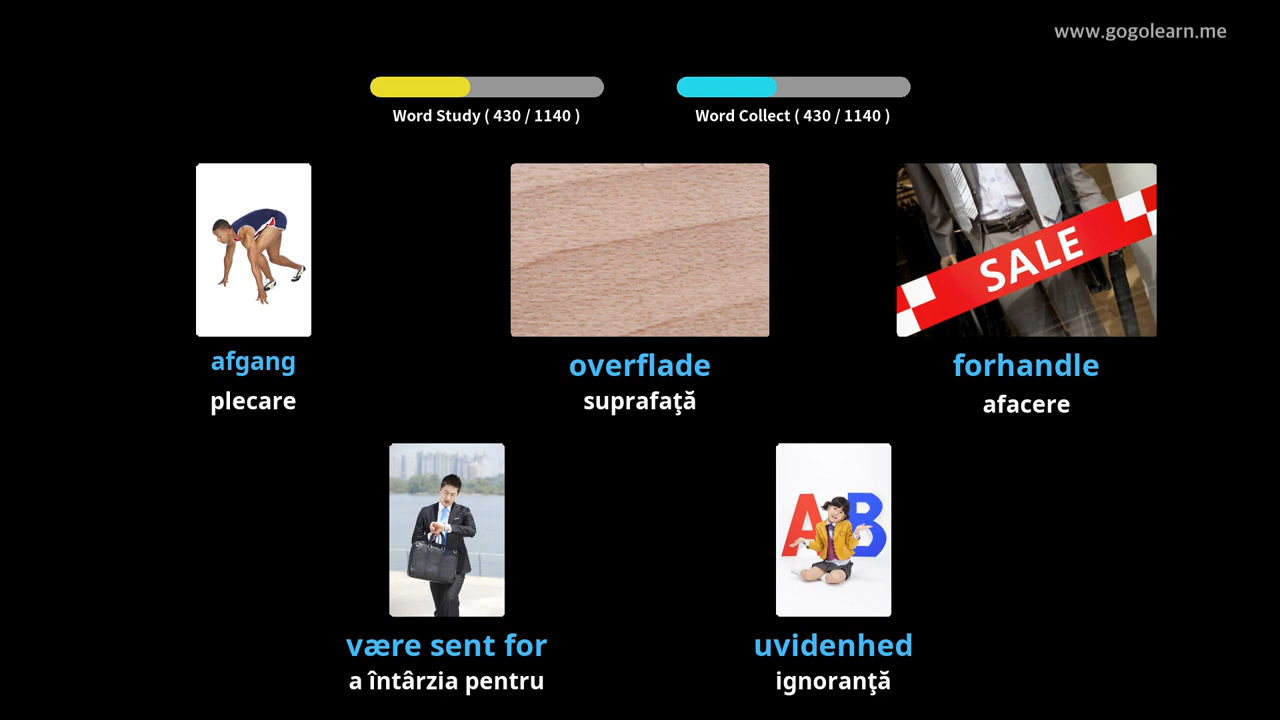 www.gogolearn.me
Word Study ( 430 / 1140 )
Word Collect ( 430 / 1140 )
SALE
afgang
overflade
forhandle
plecare
suprafaţă
afacere
A B
være sent for
uvidenhed
a întârzia pentru
ignoranţă